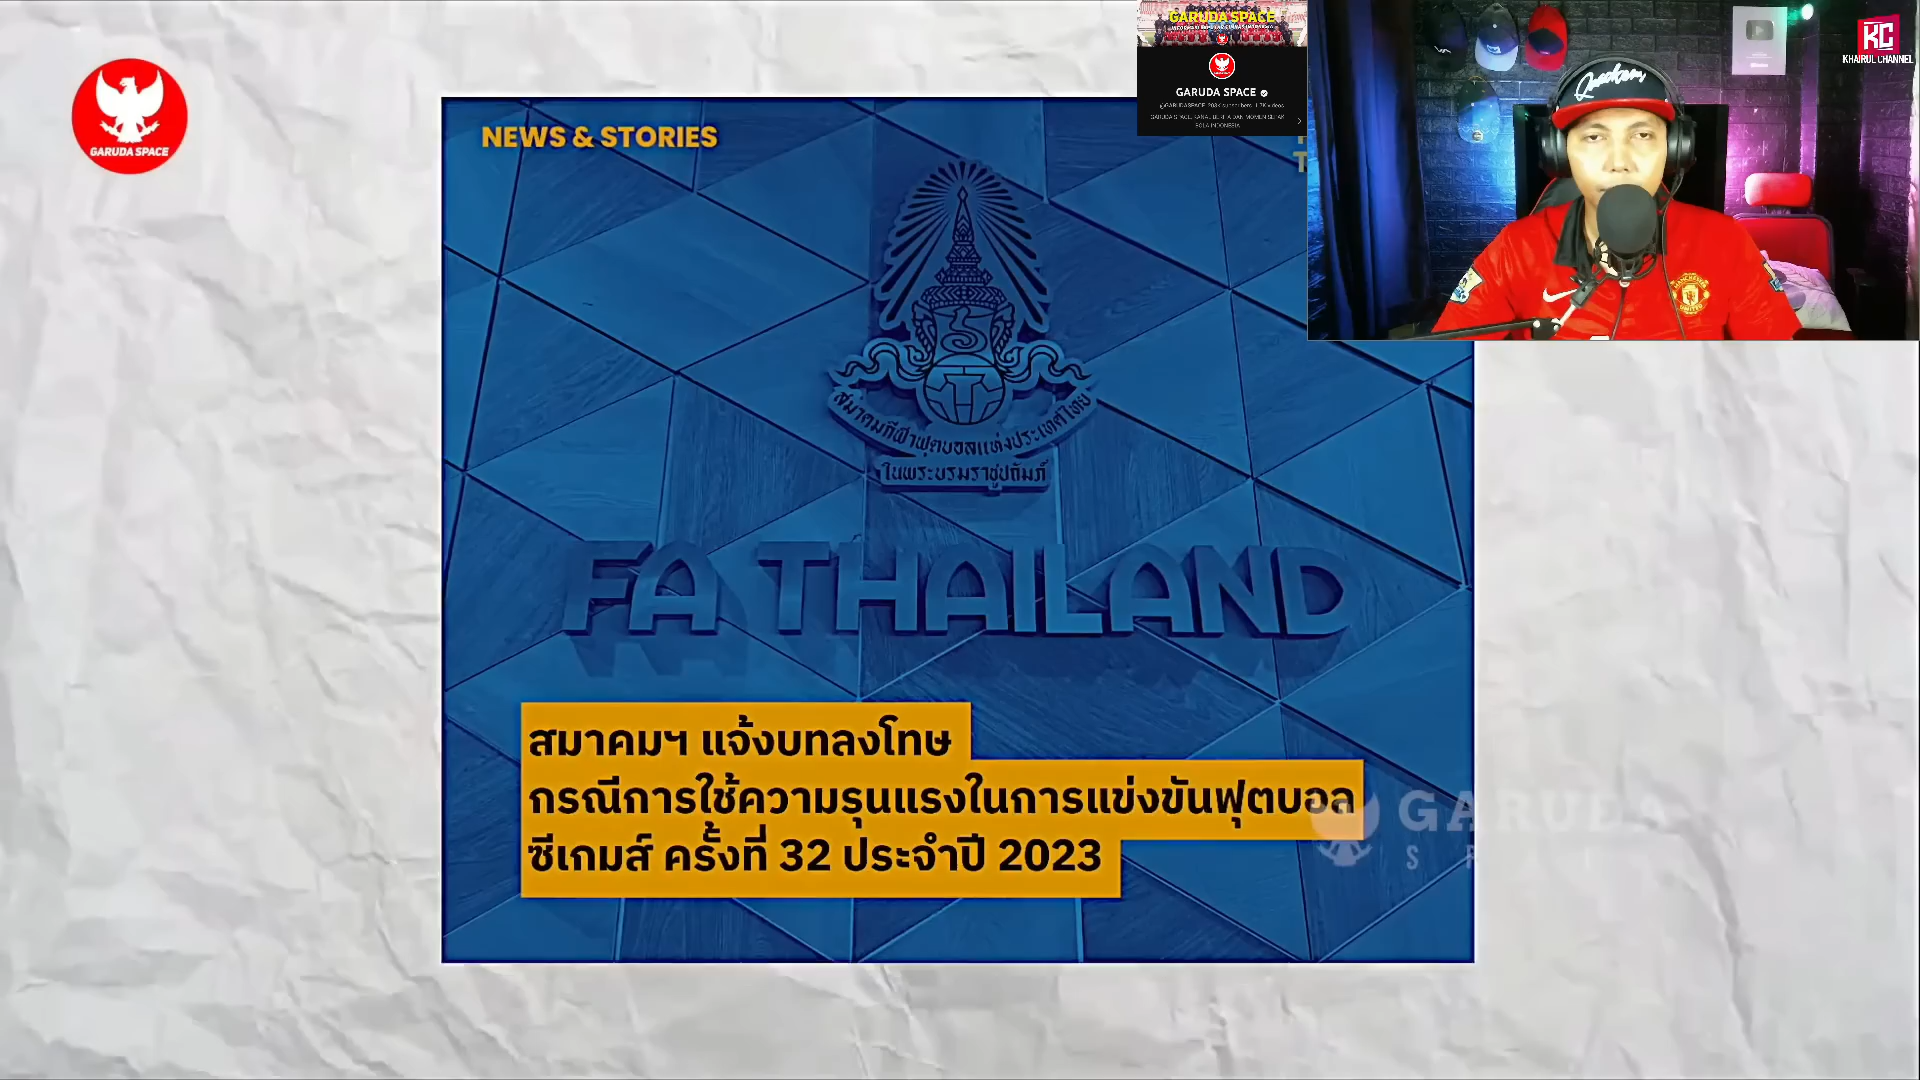 GARUDA SPACE
NEWS & STORIES
สมาคมกีฬาฟุตบอลแห่งประเทศไทย
ในพระบรมราชูปถัมภ์
FA THAILAND
สมาคมฯ แจ้งบทลงโทษ
กรณีการใช้ความรุนแรงในการแข่งขันฟุตบอล
ซีเกมส์ ครั้งที่ 32 ประจำปี 2023
GARUDA
GARUDA SPACE
GARUDA SPACE
KC
KHAIRUL CHANNEL